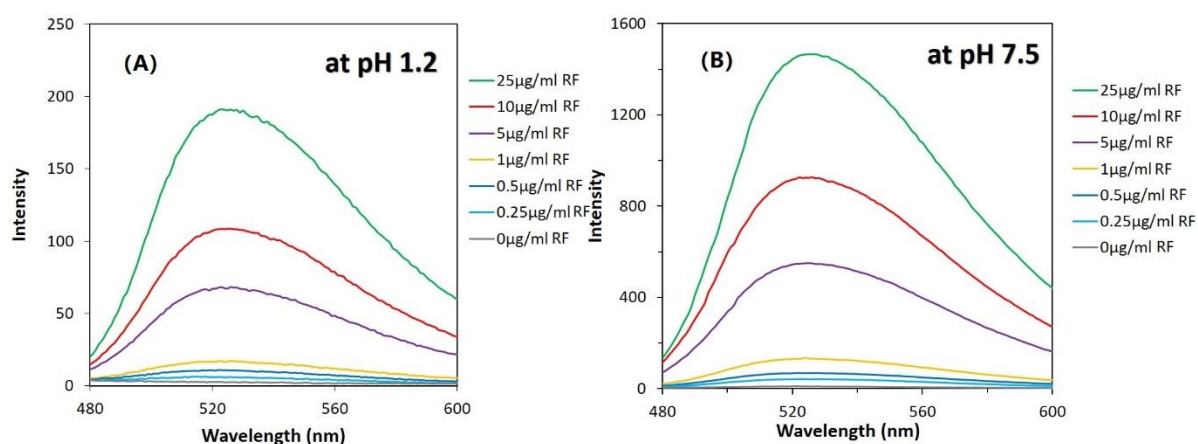 (A)
at pH 1.2
250
200
150
100
50
0
480
520
560
600
Intensity
Wavelength (nm)
25µg/ml RF
10µg/ml RF
5µg/ml RF
1µg/ml RF
0.5µg/ml RF
0.25µg/ml RF
0µg/ml RF
(B)
at pH 7.5
1600
1200
800
400
0
480
520
560
600
Intensity
Wavelength (nm)
25µg/ml RF
10µg/ml RF
5µg/ml RF
1µg/ml RF
0.5µg/ml RF
0.25µg/ml RF
0µg/ml RF